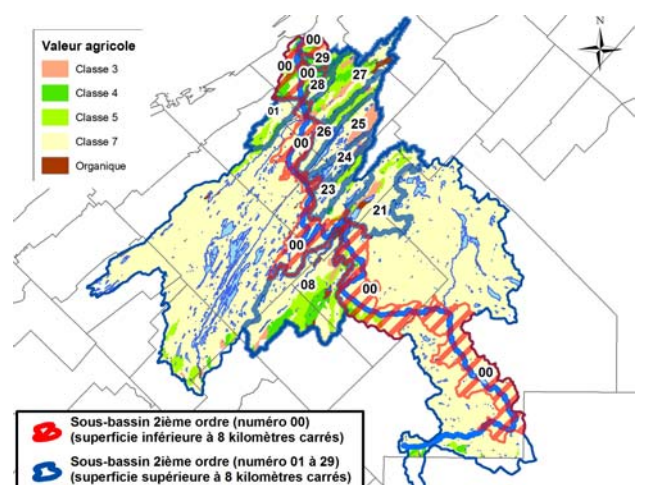 N
Valeur agricole
Classe 3
Classe 4
Classe 5
Classe 7
Organique
00
29
00
00
27
28
01
26
25
00
24
23
21
00
08
00
00
Sous-bassin 2ième ordre (numéro 00)
(superficie inférieure à 8 kilomètres carrés)
Sous-bassin 2ième ordre (numéro 01 à 29)
(superficie supérieure à 8 kilomètres carrés)